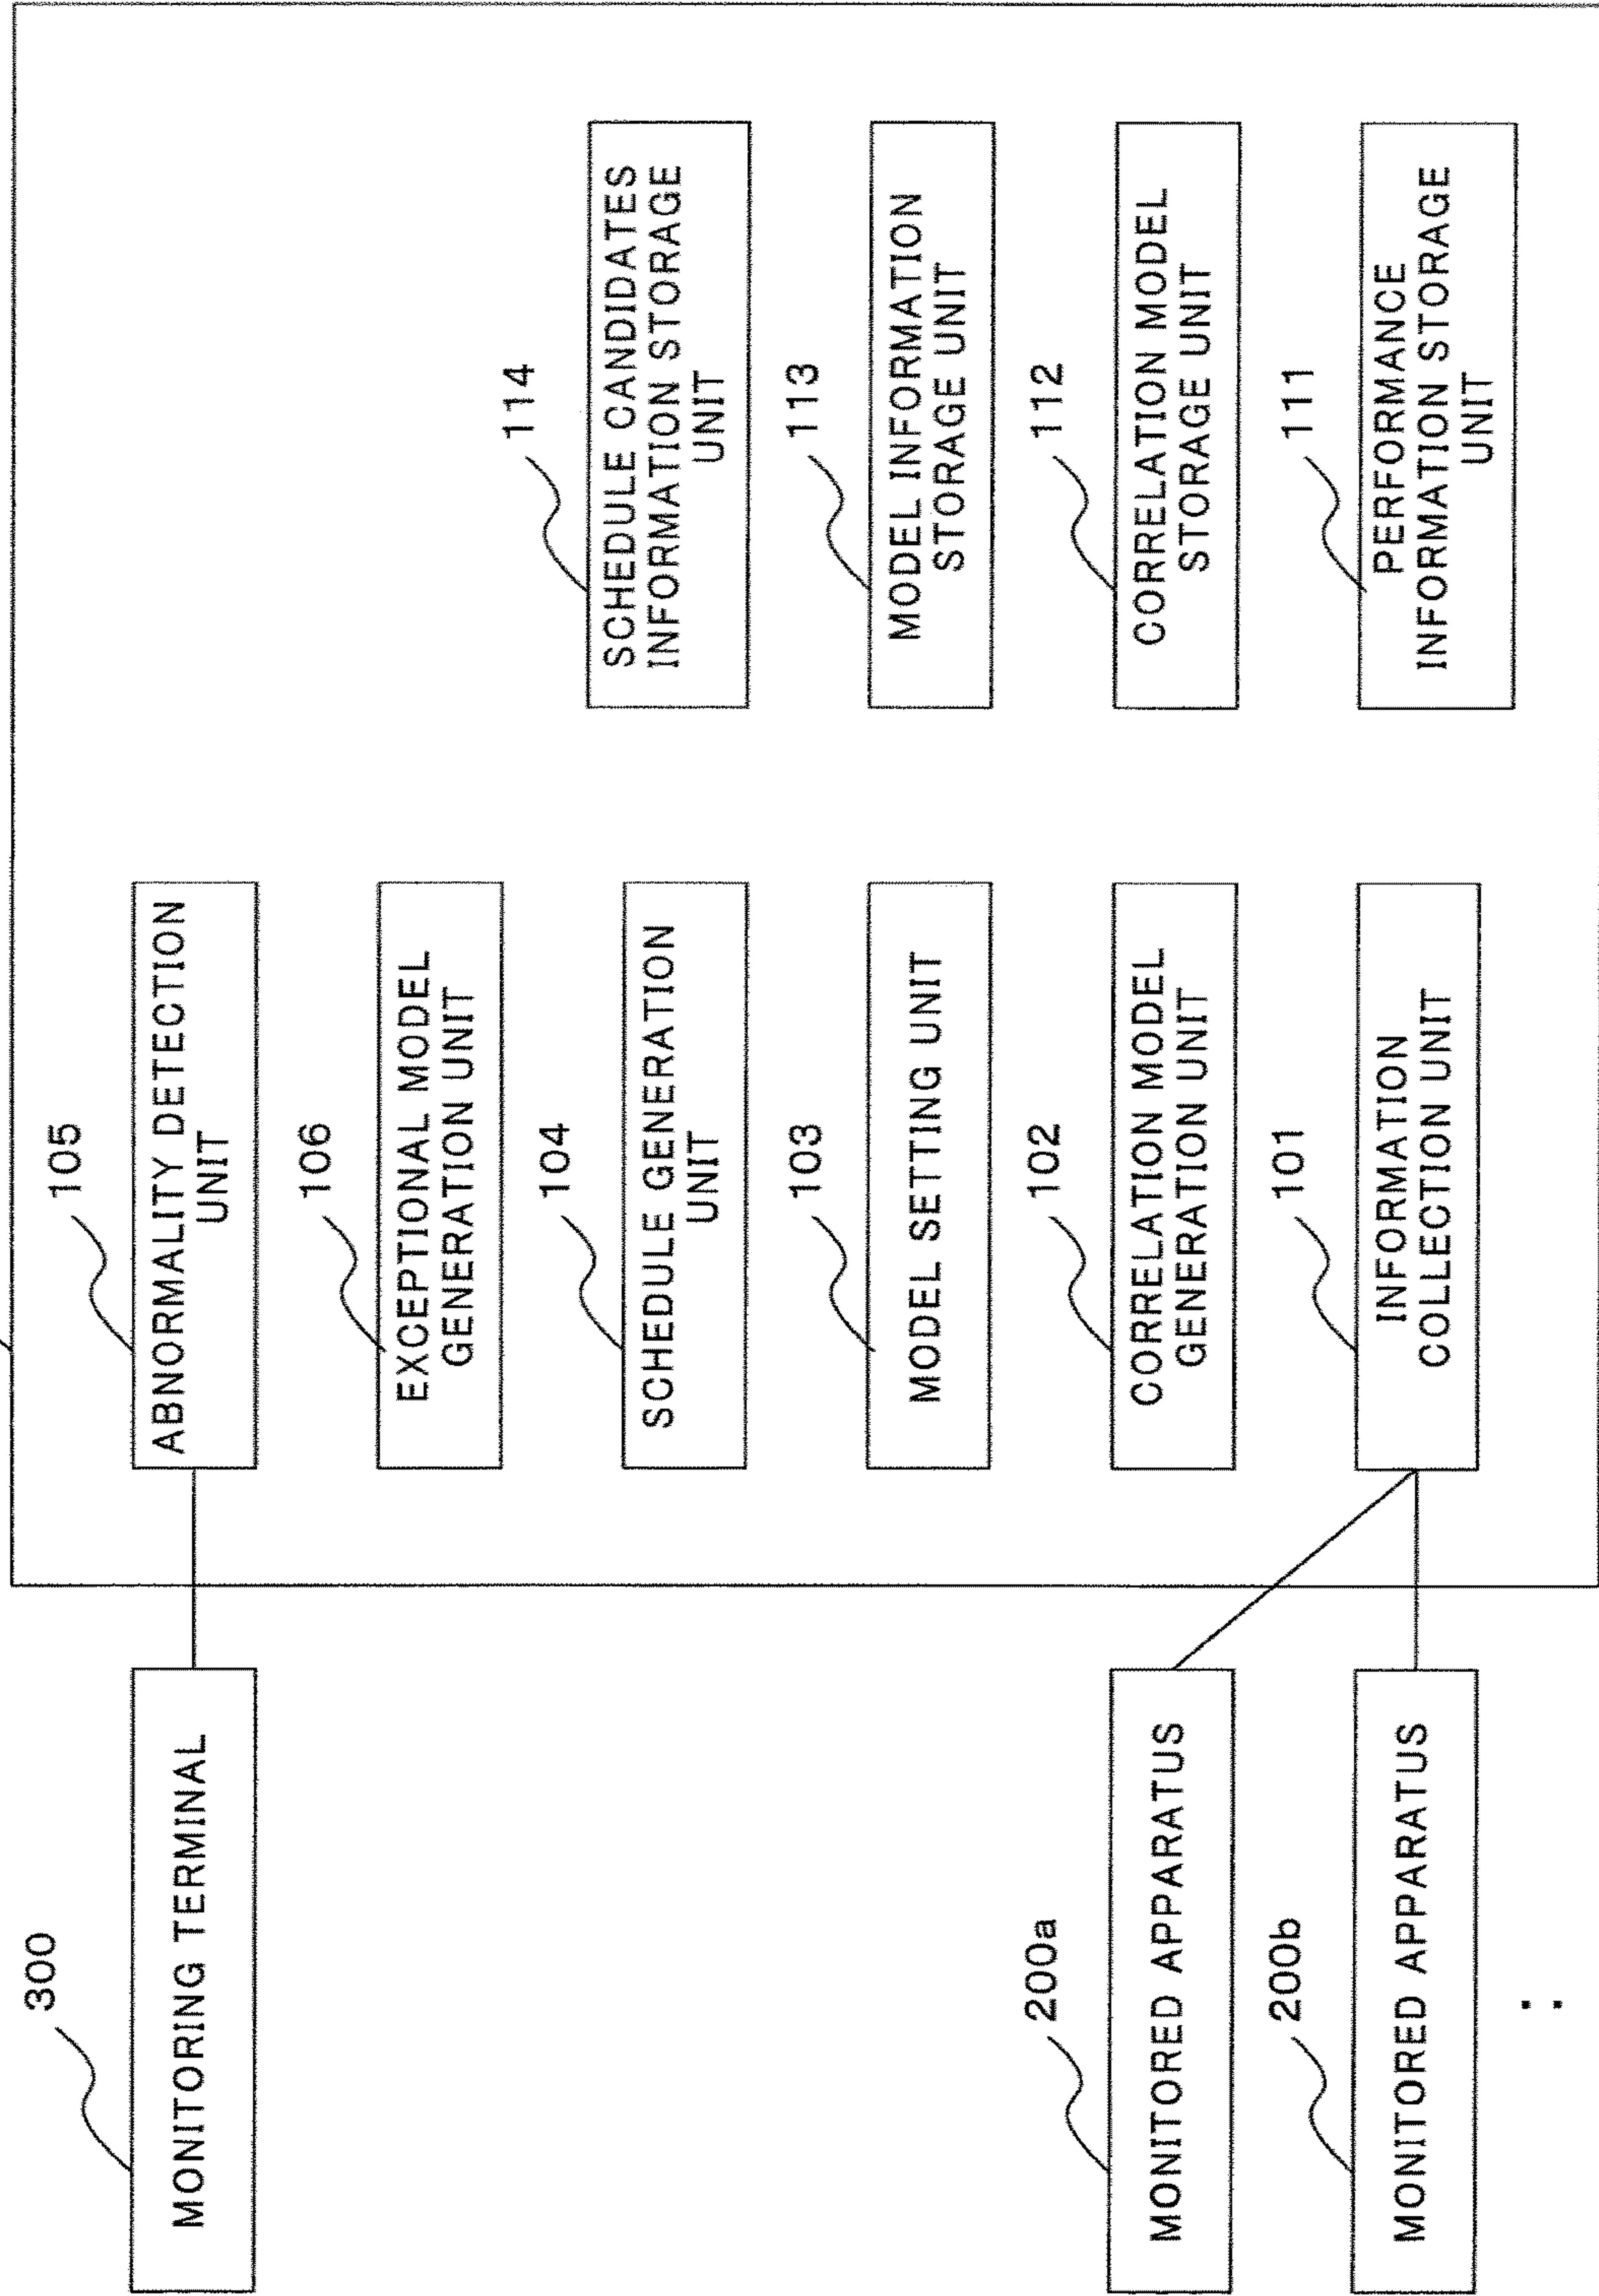 300
MONITORING TERMINAL
105
ABNORMALITY DETECTION
UNIT
106
EXCEPTIONAL MODEL
GENERATION UNIT
114
SCHEDULE CANDIDATES
INFORMATION STORAGE
UNIT
104
SCHEDULE GENERATION
UNIT
113
MODEL INFORMATION
STORAGE UNIT
103
MODEL SETTING UNIT
112
CORRELATION MODEL
STORAGE UNIT
200a
MONITORED APPARATUS
102
CORRELATION MODEL
GENERATION UNIT
111
PERFORMANCE
INFORMATION STORAGE
UNIT
200b
MONITORED APPARATUS
101
INFORMATION
COLLECTION UNIT